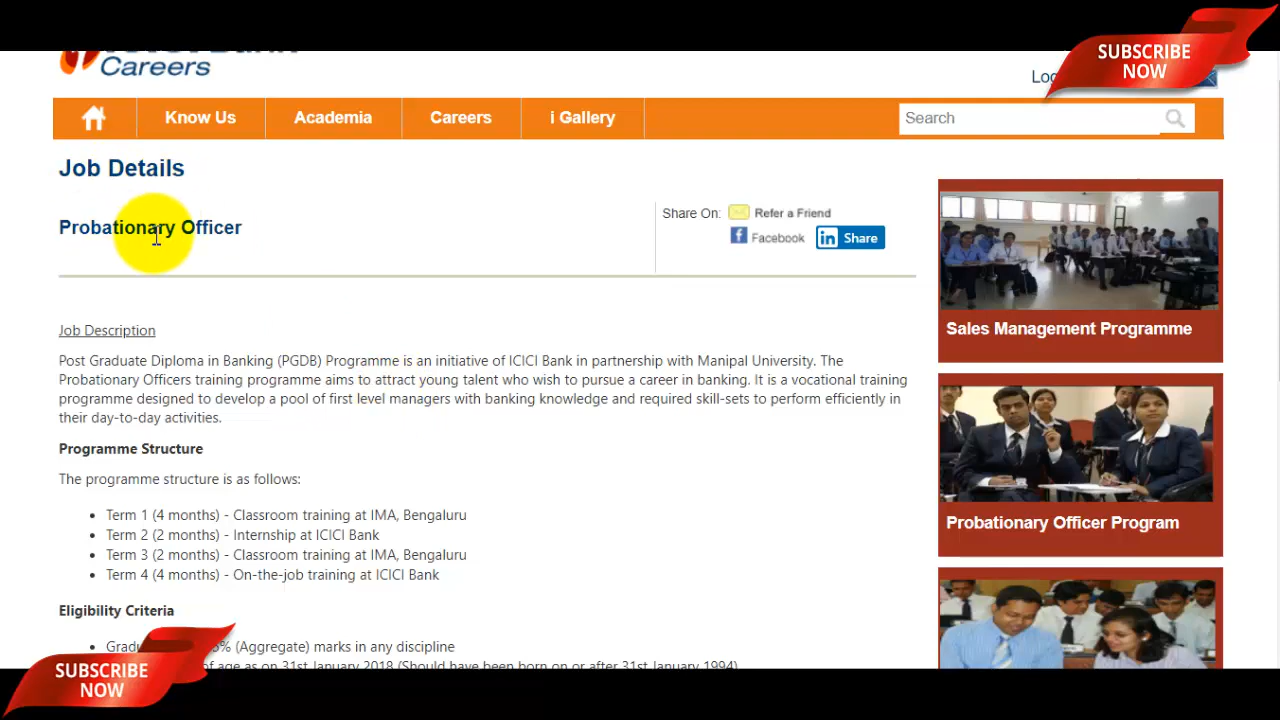 SUBSCRIBE
NOW
Careers
Know Us
Academia
Careers
i Gallery
Search
Job Details
Probationary Officer
Share On:
Refer a Friend
Facebook
Share
Sales Management Programme
Job Description
Post Graduate Diploma in Banking (PGDB) Programme is an initiative of ICICI Bank in partnership with Manipal University. The
Probationary Officers training programme aims to attract young talent who wish to pursue a career in banking. It is a vocational training
programme designed to develop a pool of first level managers with banking knowledge and required skill-sets to perform efficiently in
their day-to-day activities.
Programme Structure
The programme structure is as follows:
Term 1 (4 months) - Classroom training at IMA, Bengaluru
Term 2 (2 months) - Internship at ICICI Bank
Term 3 (2 months) - Classroom training at IMA, Bengaluru
Term 4 (4 months) - On-the-job training at ICICI Bank
Probationary Officer Program
Eligibility Criteria
(Aggregate) marks in any discipline
of age as on 31st January 2018 (Should have been born on or after 31st January 1994)
SUBSCRIBE
NOW